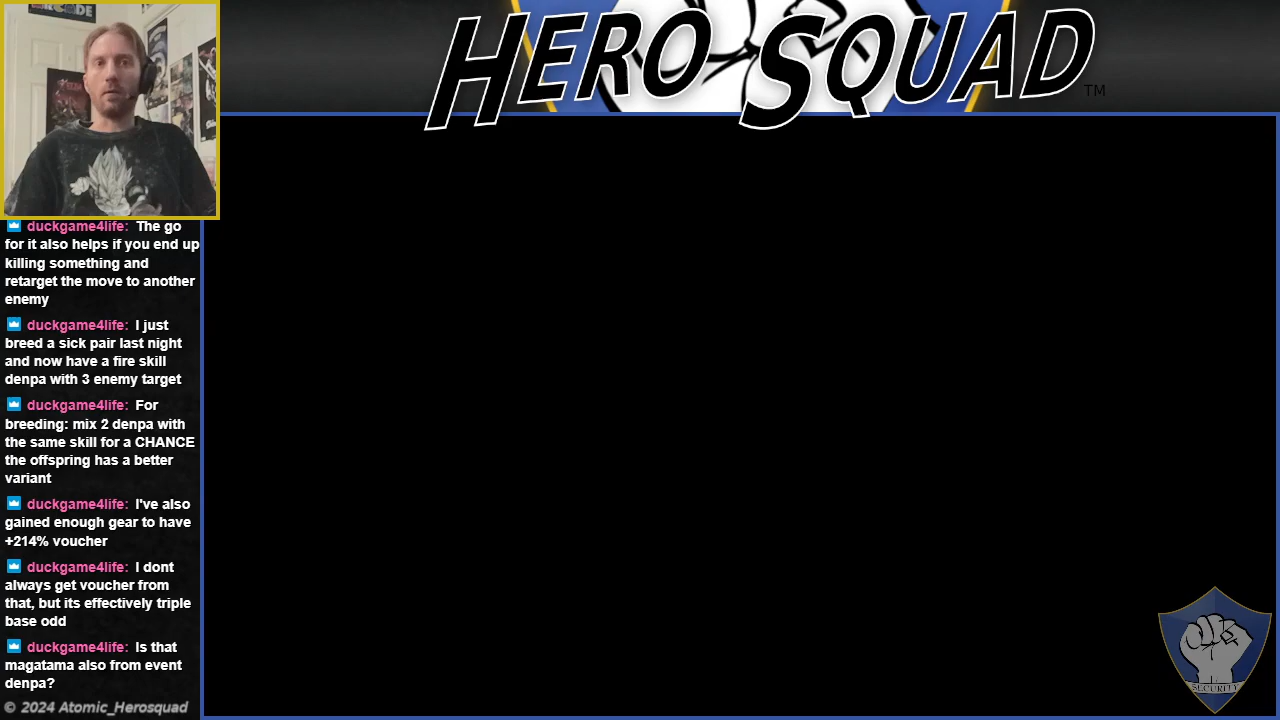 HERO SQUAD
TM
duckgame4life: The go
for it also helps if you end up
killing something and
retarget the move to another
enemy
duckgame4life: I just
breed a sick pair last night
and now have a fire skill
denpa with 3 enemy target
duckgame4life: For
breeding: mix 2 denpa with
the same skill for a CHANCE
the offspring has a better
variant
duckgame4life: I've also
gained enough gear to have
+214% voucher
duckgame4life: I dont
always get voucher from
that, but its effectively triple
base odd
duckgame4life: Is that
magatama also from event
denpa?
© 2024 Atomic_Herosquad
SECURITY